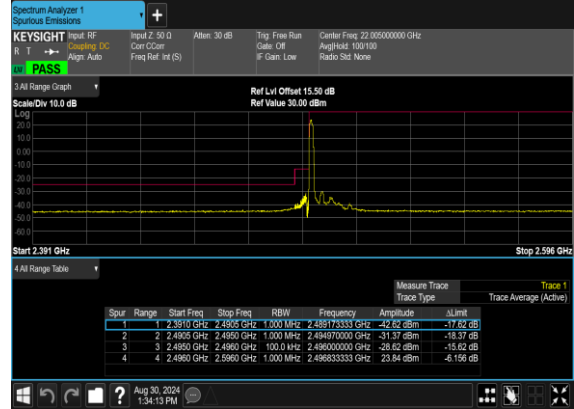 Spectrum Analyzer 1
Spurious Emissions
+
KEYSIGHT Input: RF Input Z: 50 Ω Atten: 30 dB Trig: Free Run Center Freq: 22.005000000 GHz
R T Coupling: DC Corr CCorr Gate: Off Avg|Hold: 100/100
Align: Auto Freq Ref: Int (S) IF Gain: Low Radio Std: None
PASS
3 All Range Graph
Ref Lvl Offset 15.50 dB
Scale/Div 10.0 dB Ref Value 30.00 dBm
Log
20.0
10.0
0.00
-10.0
-20.0
-30.0
-40.0
-50.0
-60.0
Start 2.391 GHz Stop 2.596 GHz
4 All Range Table
Measure Trace Trace 1
Trace Type Trace Average (Active)
Spur Range Start Freq Stop Freq RBW Frequency Amplitude ΔLimit
1 1 2.3910 GHz 2.4905 GHz 1.000 MHz 2.489173333 GHz -42.62 dBm -17.62 dB
2 2 2.4905 GHz 2.4950 GHz 1.000 MHz 2.494970000 GHz -31.37 dBm -18.37 dB
3 3 2.4950 GHz 2.4960 GHz 100.0 kHz 2.496000000 GHz -28.62 dBm -15.62 dB
4 4 2.4960 GHz 2.5960 GHz 1.000 MHz 2.496833333 GHz 23.84 dBm -6.156 dB
? Aug 30, 2024
1:34:13 PM